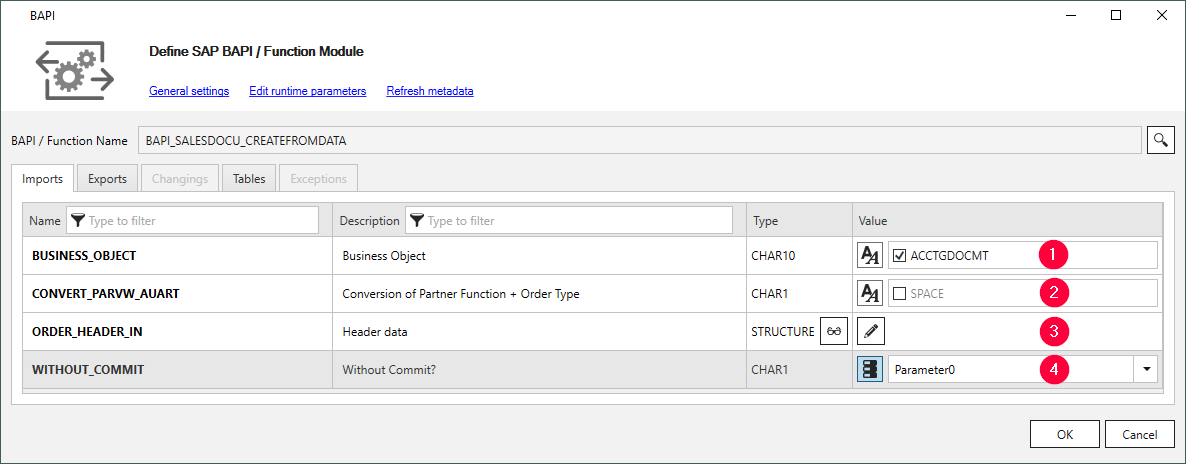 BAPI
Define SAP BAPI / Function Module
General settings Edit runtime parameters Refresh metadata
BAPI / Function Name BAPI_SALESDOCU_CREATEFROMDATA
Imports Exports Changings Tables Exceptions
Name Type to filter Description Type to filter Type Value
BUSINESS_OBJECT Business Object CHAR10 AA ACCTGDOCMT 1
CONVERT_PARVW_AUART Conversion of Partner Function + Order Type CHAR1 AA SPACE 2
ORDER_HEADER_IN Header data STRUCTURE 3
WITHOUT_COMMIT Without Commit? CHAR1 Parameter0 4
OK Cancel